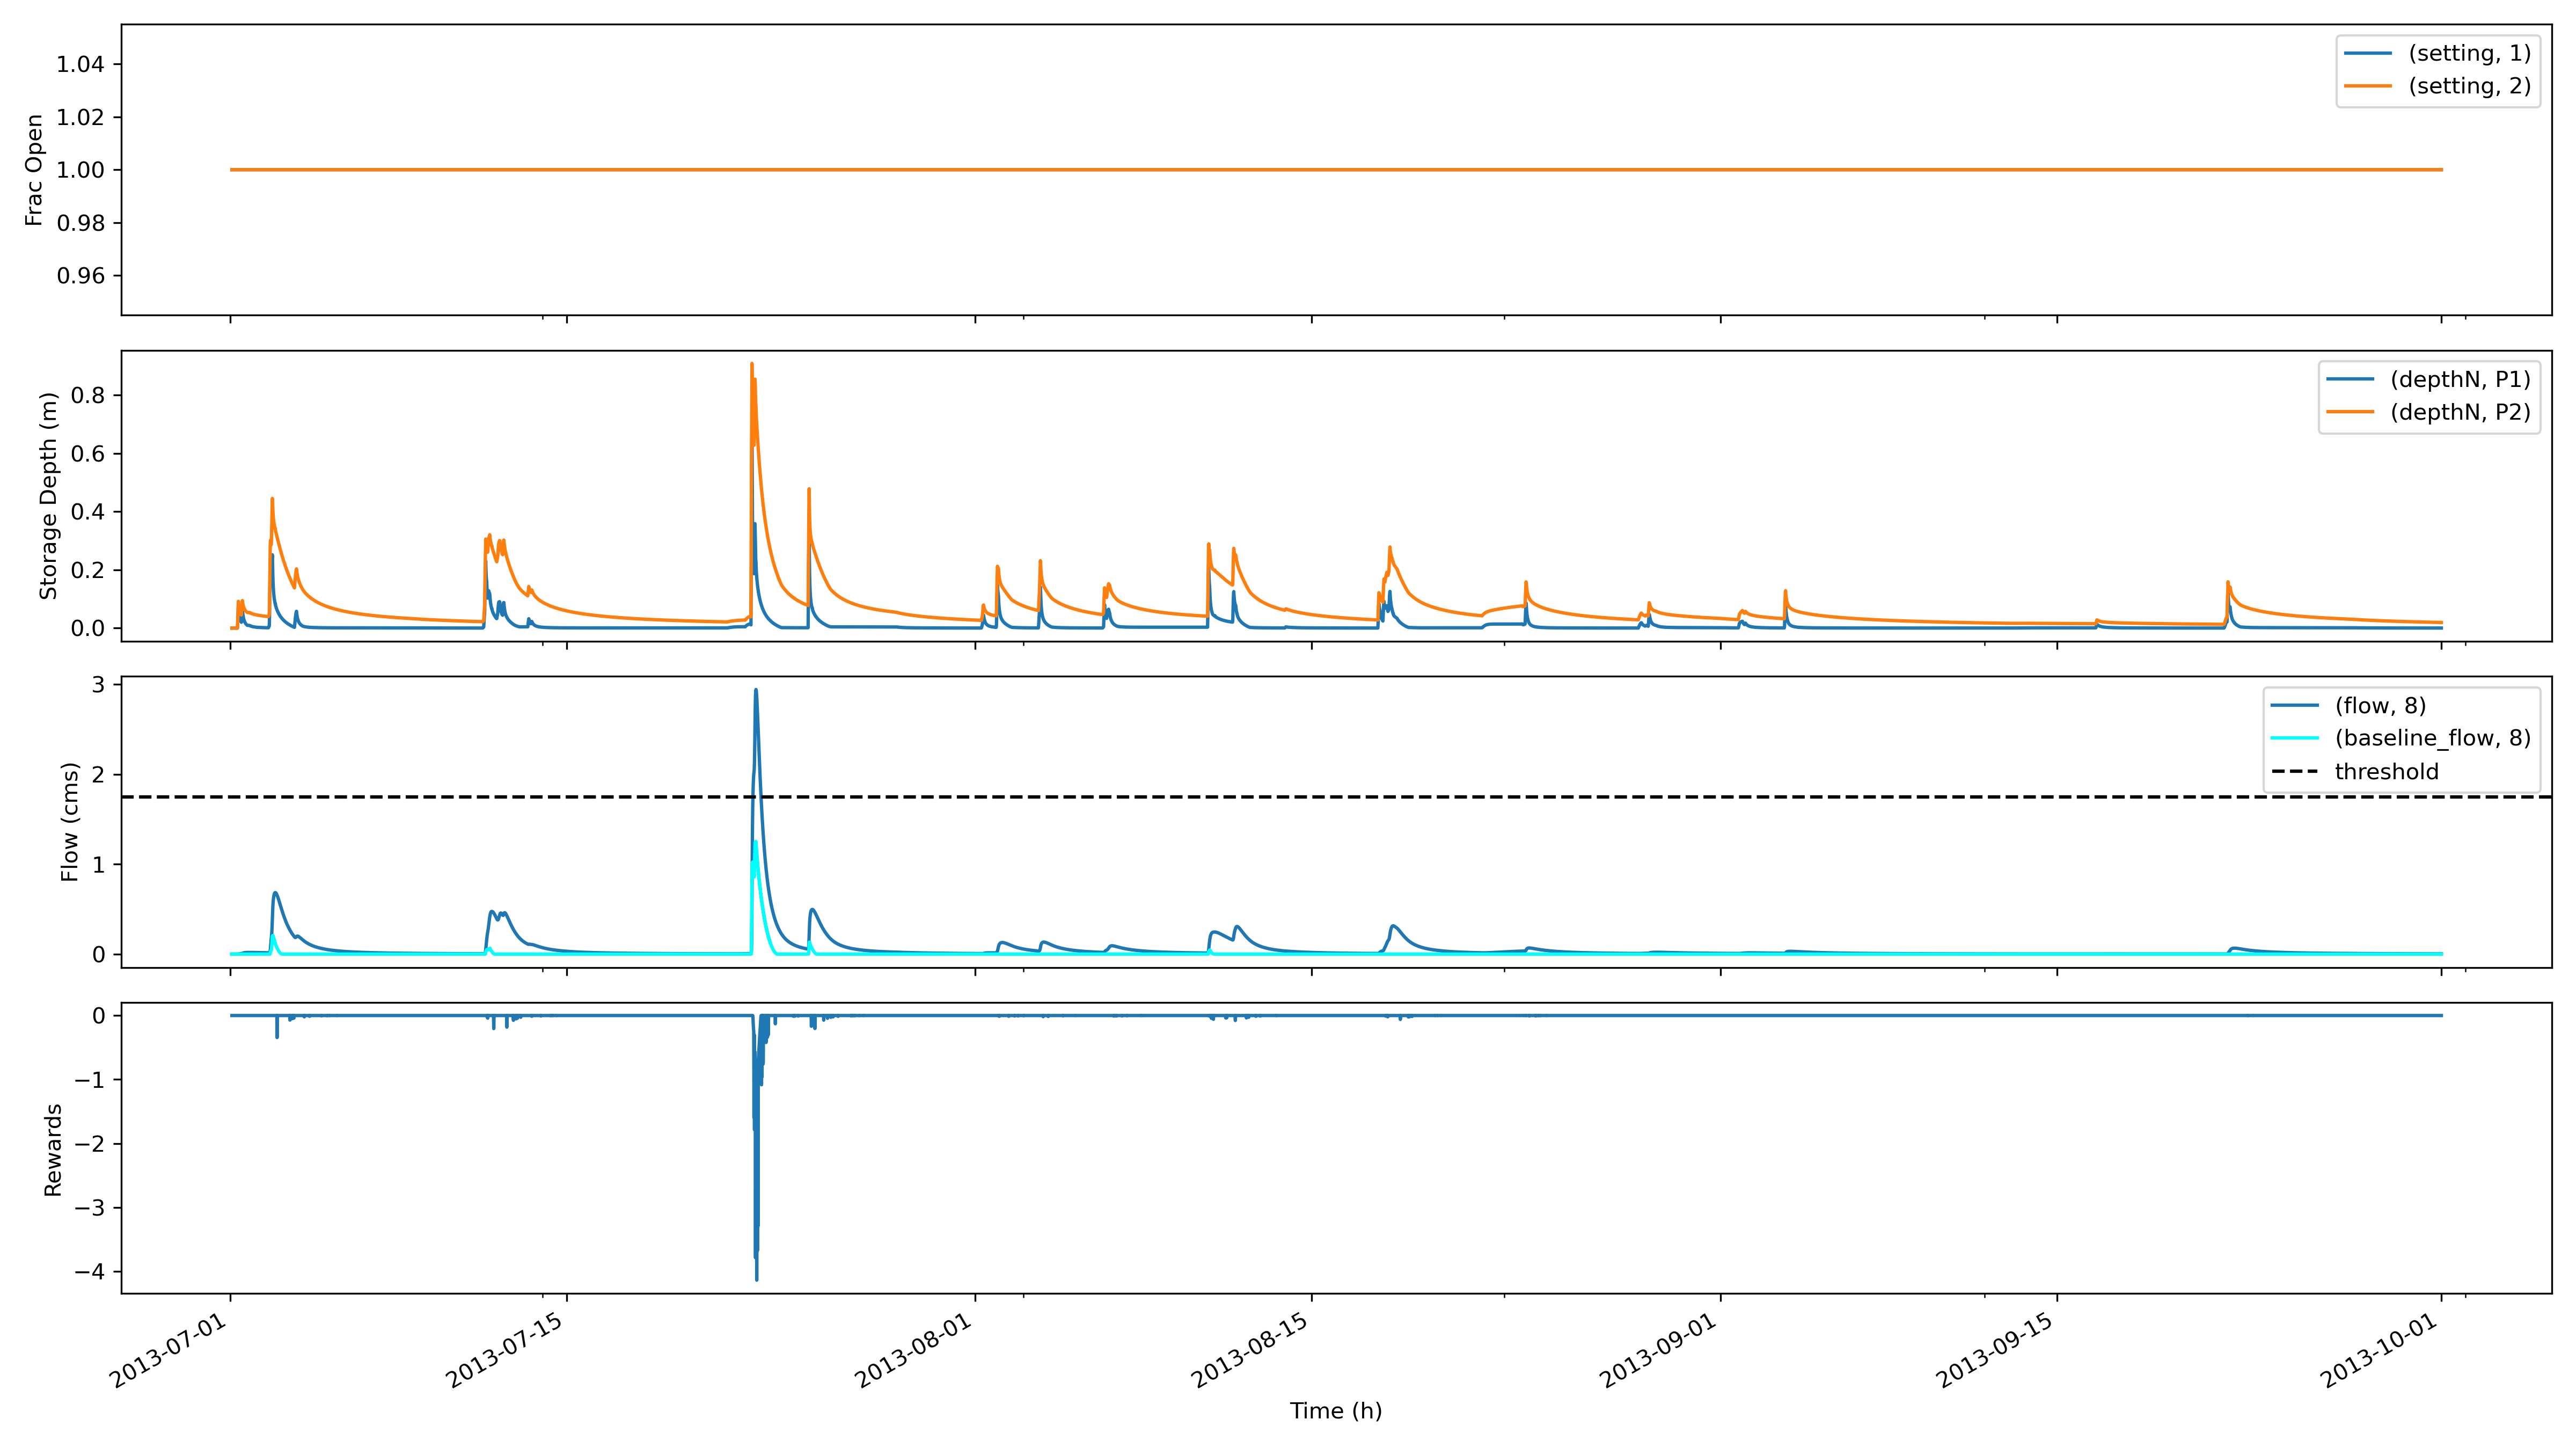 1.04
1.02
1.00
0.98
0.96
Frac Open
(setting, 1)
(setting, 2)
0.8
0.6
0.4
0.2
0.0
Storage Depth (m)
(depthN, P1)
(depthN, P2)
3
2
1
0
Flow (cms)
(flow, 8)
(baseline_flow, 8)
threshold
0
−1
−2
−3
−4
Rewards
2013-07-01
2013-07-15
2013-08-01
2013-08-15
2013-09-01
2013-09-15
2013-10-01
Time (h)